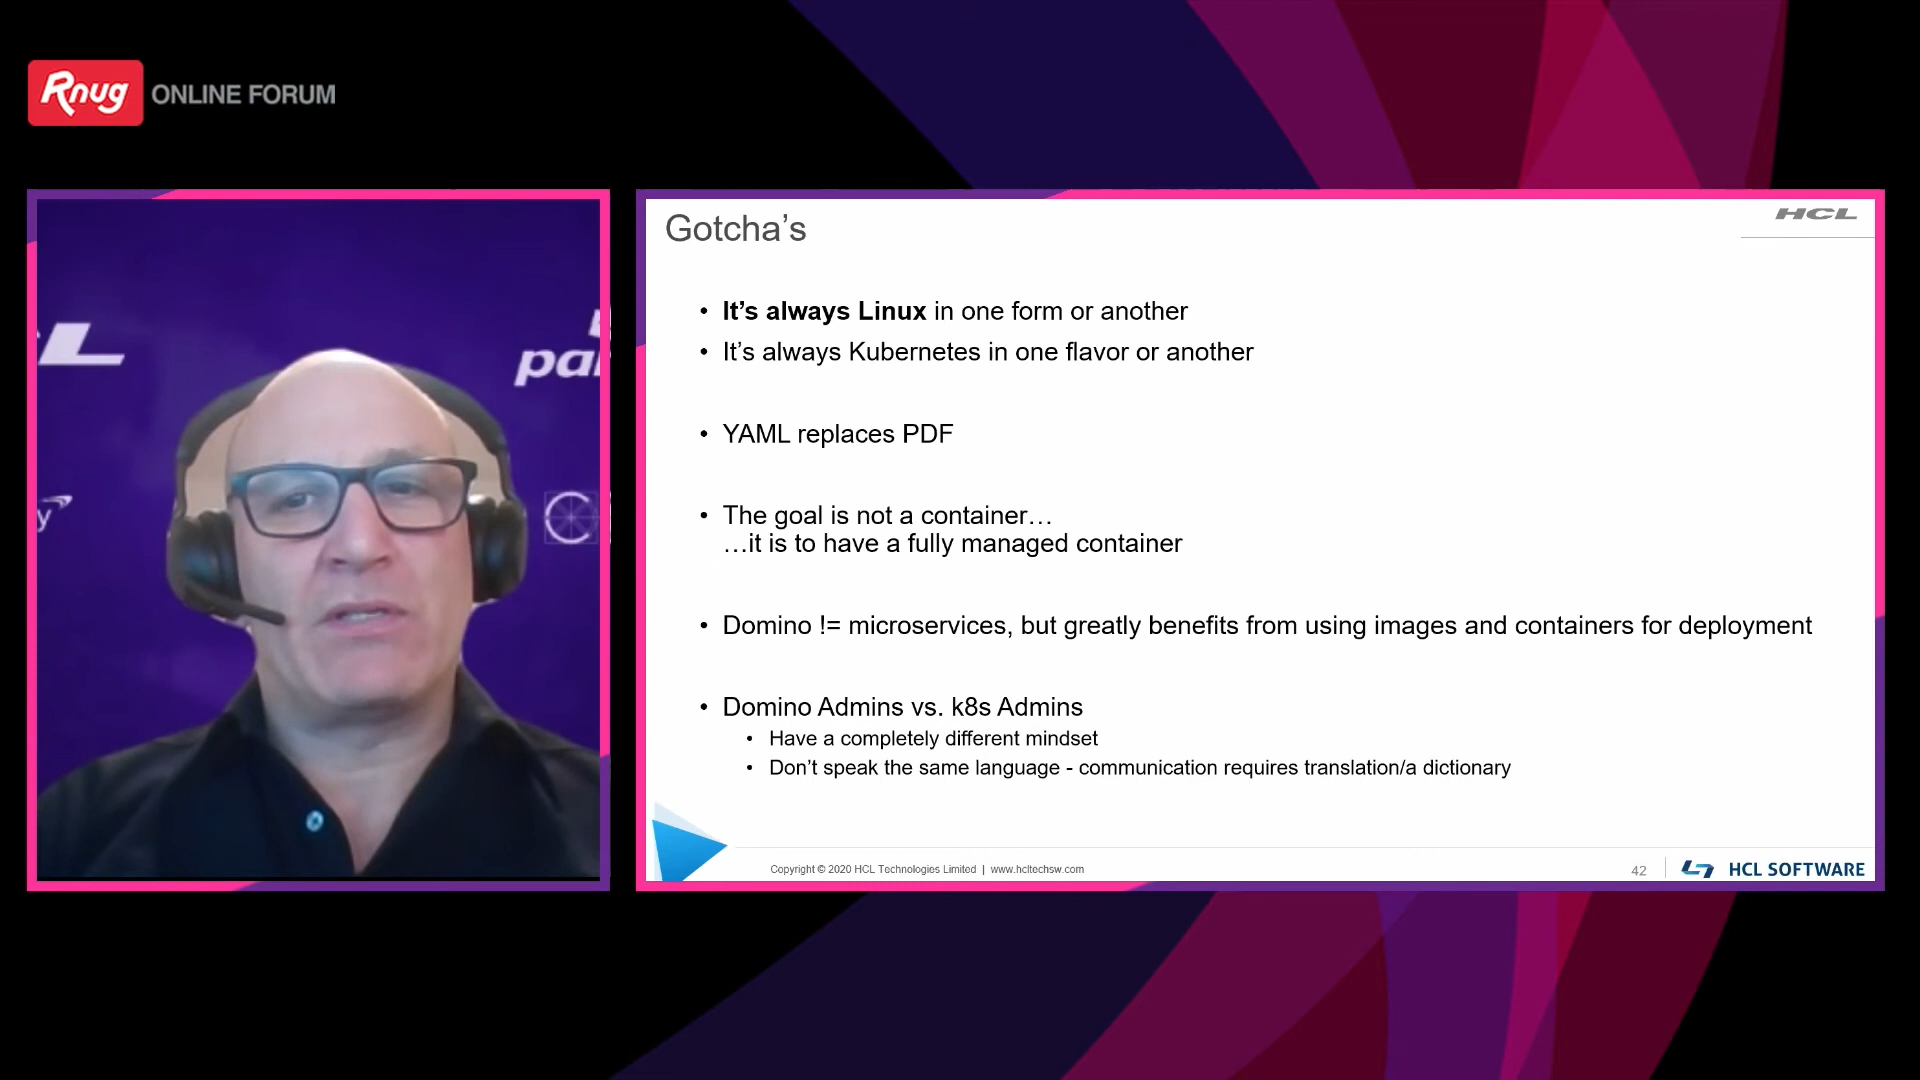 Rnug ONLINE FORUM
Gotcha's
HCL
• It's always Linux in one form or another
• It's always Kubernetes in one flavor or another
• YAML replaces PDF
• The goal is not a container…
…it is to have a fully managed container
• Domino != microservices, but greatly benefits from using images and containers for deployment
• Domino Admins vs. k8s Admins
• Have a completely different mindset
• Don't speak the same language - communication requires translation/a dictionary
Copyright © 2020 HCL Technologies Limited | www.hcltechsw.com
42
HCL SOFTWARE